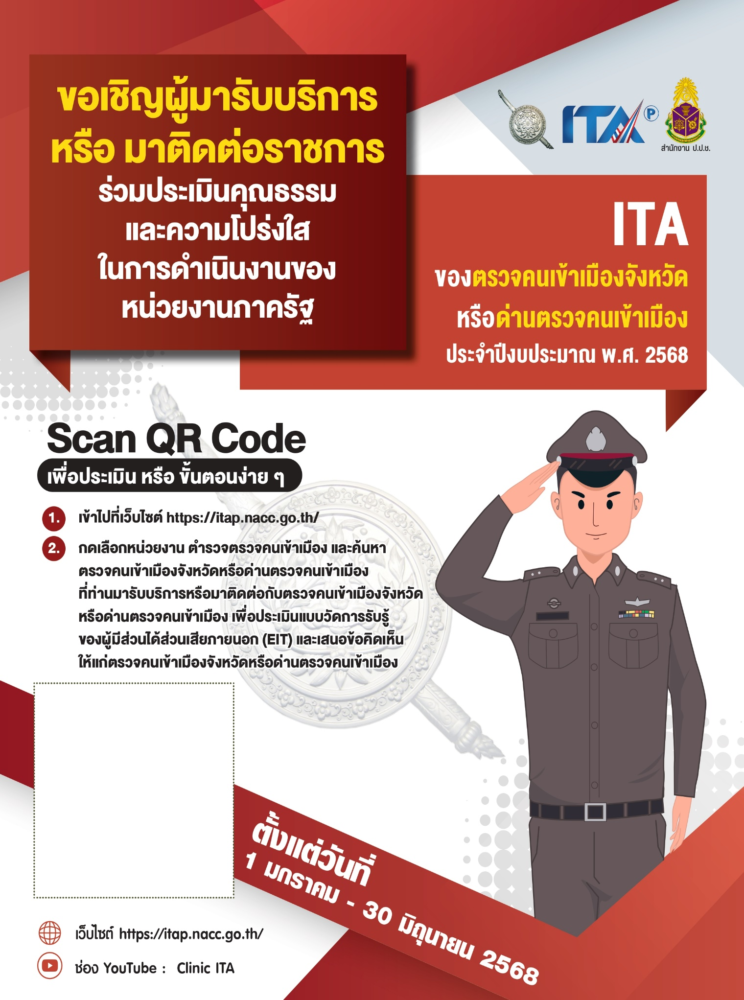 ขอเชิญผู้มารับบริการ
หรือ มาติดต่อราชการ
ร่วมประเมินคุณธรรม
และความโปร่งใส
ในการดำเนินงานของ
หน่วยงานภาครัฐ
ITA P
สำนักงาน ป.ป.ช.
ITA
ของตรวจคนเข้าเมืองจังหวัด
หรือด่านตรวจคนเข้าเมือง
ประจำปีงบประมาณ พ.ศ. 2568
Scan QR Code
เพื่อประเมิน หรือ ขั้นตอนง่าย ๆ
1. เข้าไปที่เว็บไซต์ https://itap.nacc.go.th/
2. กดเลือกหน่วยงาน ตำรวจตรวจคนเข้าเมือง และค้นหา
ตรวจคนเข้าเมืองจังหวัดหรือด่านตรวจคนเข้าเมือง
ที่ท่านมารับบริการหรือมาติดต่อกับตรวจคนเข้าเมืองจังหวัด
หรือด่านตรวจคนเข้าเมือง เพื่อประเมินแบบวัดการรับรู้
ของผู้มีส่วนได้ส่วนเสียภายนอก (EIT) และเสนอข้อคิดเห็น
ให้แก่ตรวจคนเข้าเมืองจังหวัดหรือด่านตรวจคนเข้าเมือง
ตั้งแต่วันที่
1 มกราคม - 30 มิถุนายน 2568
เว็บไซต์ https://itap.nacc.go.th/
ช่อง YouTube : Clinic ITA